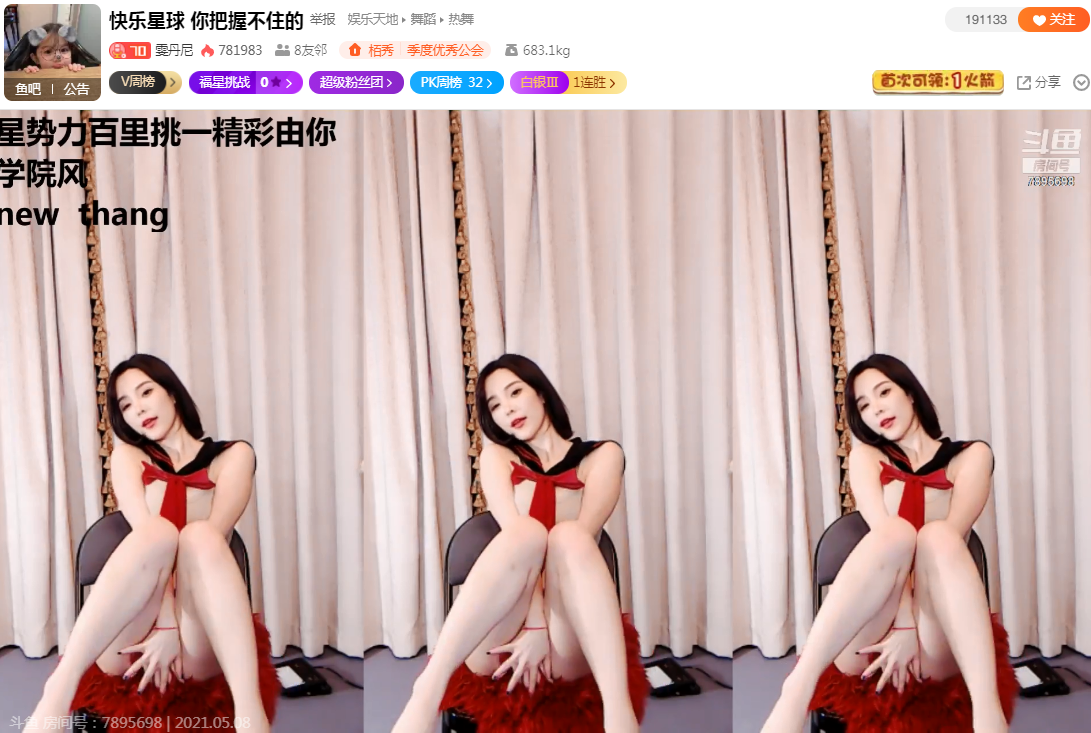 快乐星球 你把握不住的 举报 娱乐天地 舞蹈 热舞
191133 关注
70 雯丹尼 781983 8友邻 栢秀 季度优秀公会 683.1kg
鱼吧 公告
V周榜 福星挑战 0 超级粉丝团 PK周榜 32 白银III 1连胜
首次可领:1火箭 分享
星势力百里挑一精彩由你
学院风
new thang
斗鱼
房间号
7895698
斗鱼 房间号:7895698 | 2021.05.08